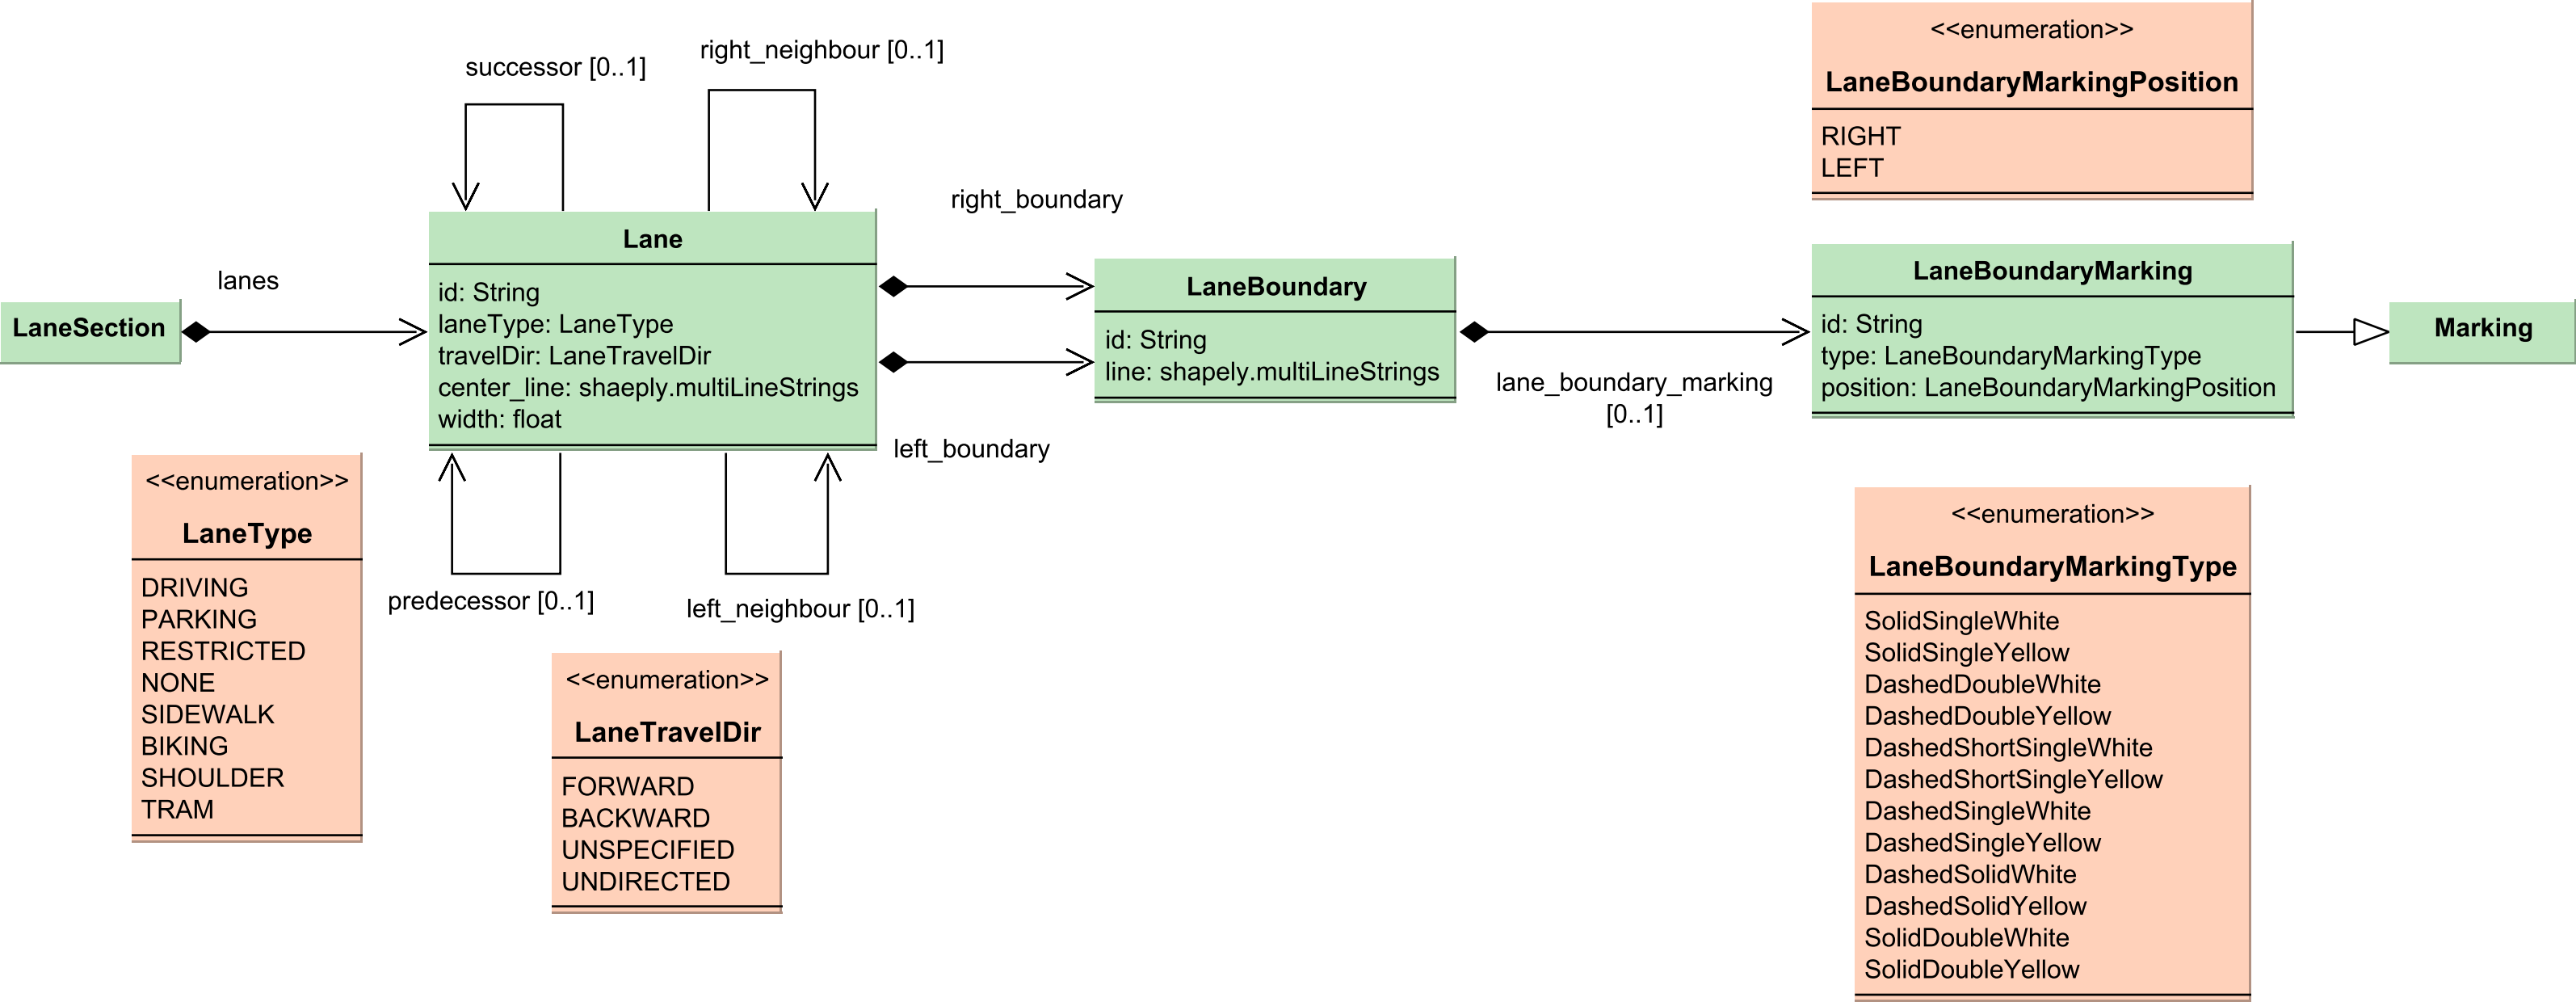 LaneSection
lanes
successor [0..1]
right_neighbour [0..1]
Lane
id: String
laneType: LaneType
travelDir: LaneTravelDir
center_line: shaeply.multiLineStrings
width: float
predecessor [0..1]
left_neighbour [0..1]
right_boundary
left_boundary
LaneBoundary
id: String
line: shapely.multiLineStrings
lane_boundary_marking
[0..1]
<<enumeration>>
LaneBoundaryMarkingPosition
RIGHT
LEFT
LaneBoundaryMarking
id: String
type: LaneBoundaryMarkingType
position: LaneBoundaryMarkingPosition
Marking
<<enumeration>>
LaneType
DRIVING
PARKING
RESTRICTED
NONE
SIDEWALK
BIKING
SHOULDER
TRAM
<<enumeration>>
LaneTravelDir
FORWARD
BACKWARD
UNSPECIFIED
UNDIRECTED
<<enumeration>>
LaneBoundaryMarkingType
SolidSingleWhite
SolidSingleYellow
DashedDoubleWhite
DashedDoubleYellow
DashedShortSingleWhite
DashedShortSingleYellow
DashedSingleWhite
DashedSingleYellow
DashedSolidWhite
DashedSolidYellow
SolidDoubleWhite
SolidDoubleYellow